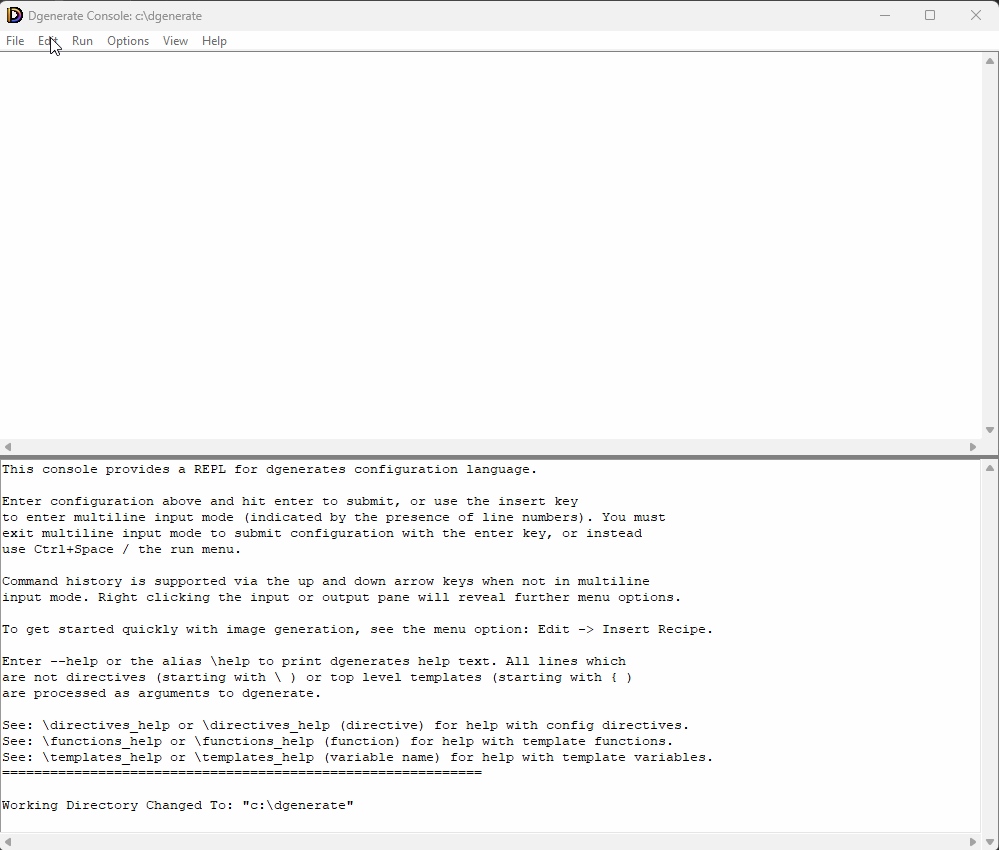 Dgenerate Console: c:\dgenerate
File Edit Run Options View Help
This console provides a REPL for dgenerates configuration language.
Enter configuration above and hit enter to submit, or use the insert key
to enter multiline input mode (indicated by the presence of line numbers). You must
exit multiline input mode to submit configuration with the enter key, or instead
use Ctrl+Space / the run menu.
Command history is supported via the up and down arrow keys when not in multiline
input mode. Right clicking the input or output pane will reveal further menu options.
To get started quickly with image generation, see the menu option: Edit -> Insert Recipe.
Enter --help or the alias \help to print dgenerates help text. All lines which
are not directives (starting with \ ) or top level templates (starting with { )
are processed as arguments to dgenerate.
See: \directives_help or \directives_help (directive) for help with config directives.
See: \functions_help or \functions_help (function) for help with template functions.
See: \templates_help or \templates_help (variable name) for help with template variables.
============================================================
Working Directory Changed To: "c:\dgenerate"